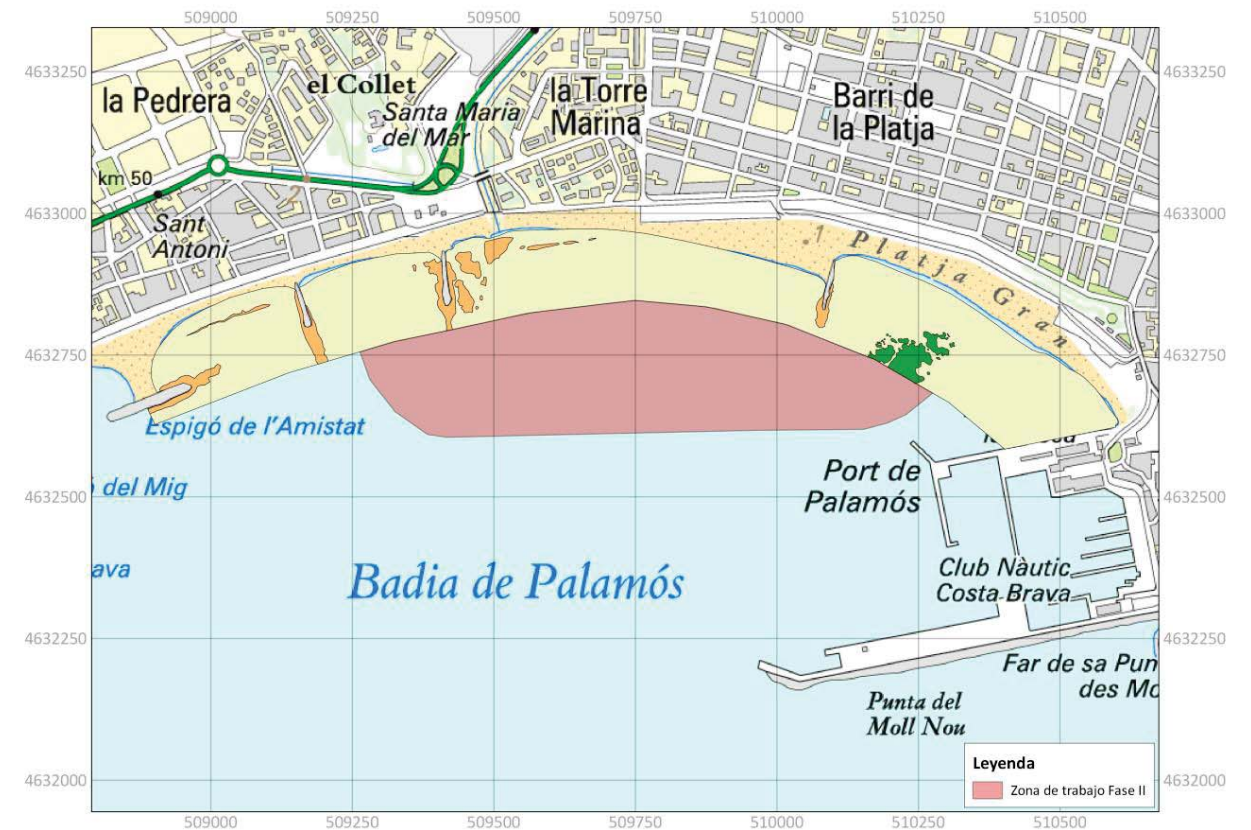 509000 509250 509500 509750 510000 510250 510500
4633250 4633250
la Pedrera
el Collet
Santa Maria
del Mar
la Torre
Marina
Barri de
la Platja
km 50
2
4633000 4633000
Sant
Antoni
1
Platja Gran
4632750 4632750
Espigó de l'Amistat
del Mig
Port de
Palamós
4632500 4632500
ava
Badia de Palamós
Club Nàutic
Costa Brava
4632250 4632250
Far de sa Pun
des Mo
Punta del
Moll Nou
Leyenda
Zona de trabajo Fase II
4632000 4632000
509000 509250 509500 509750 510000 510250 510500